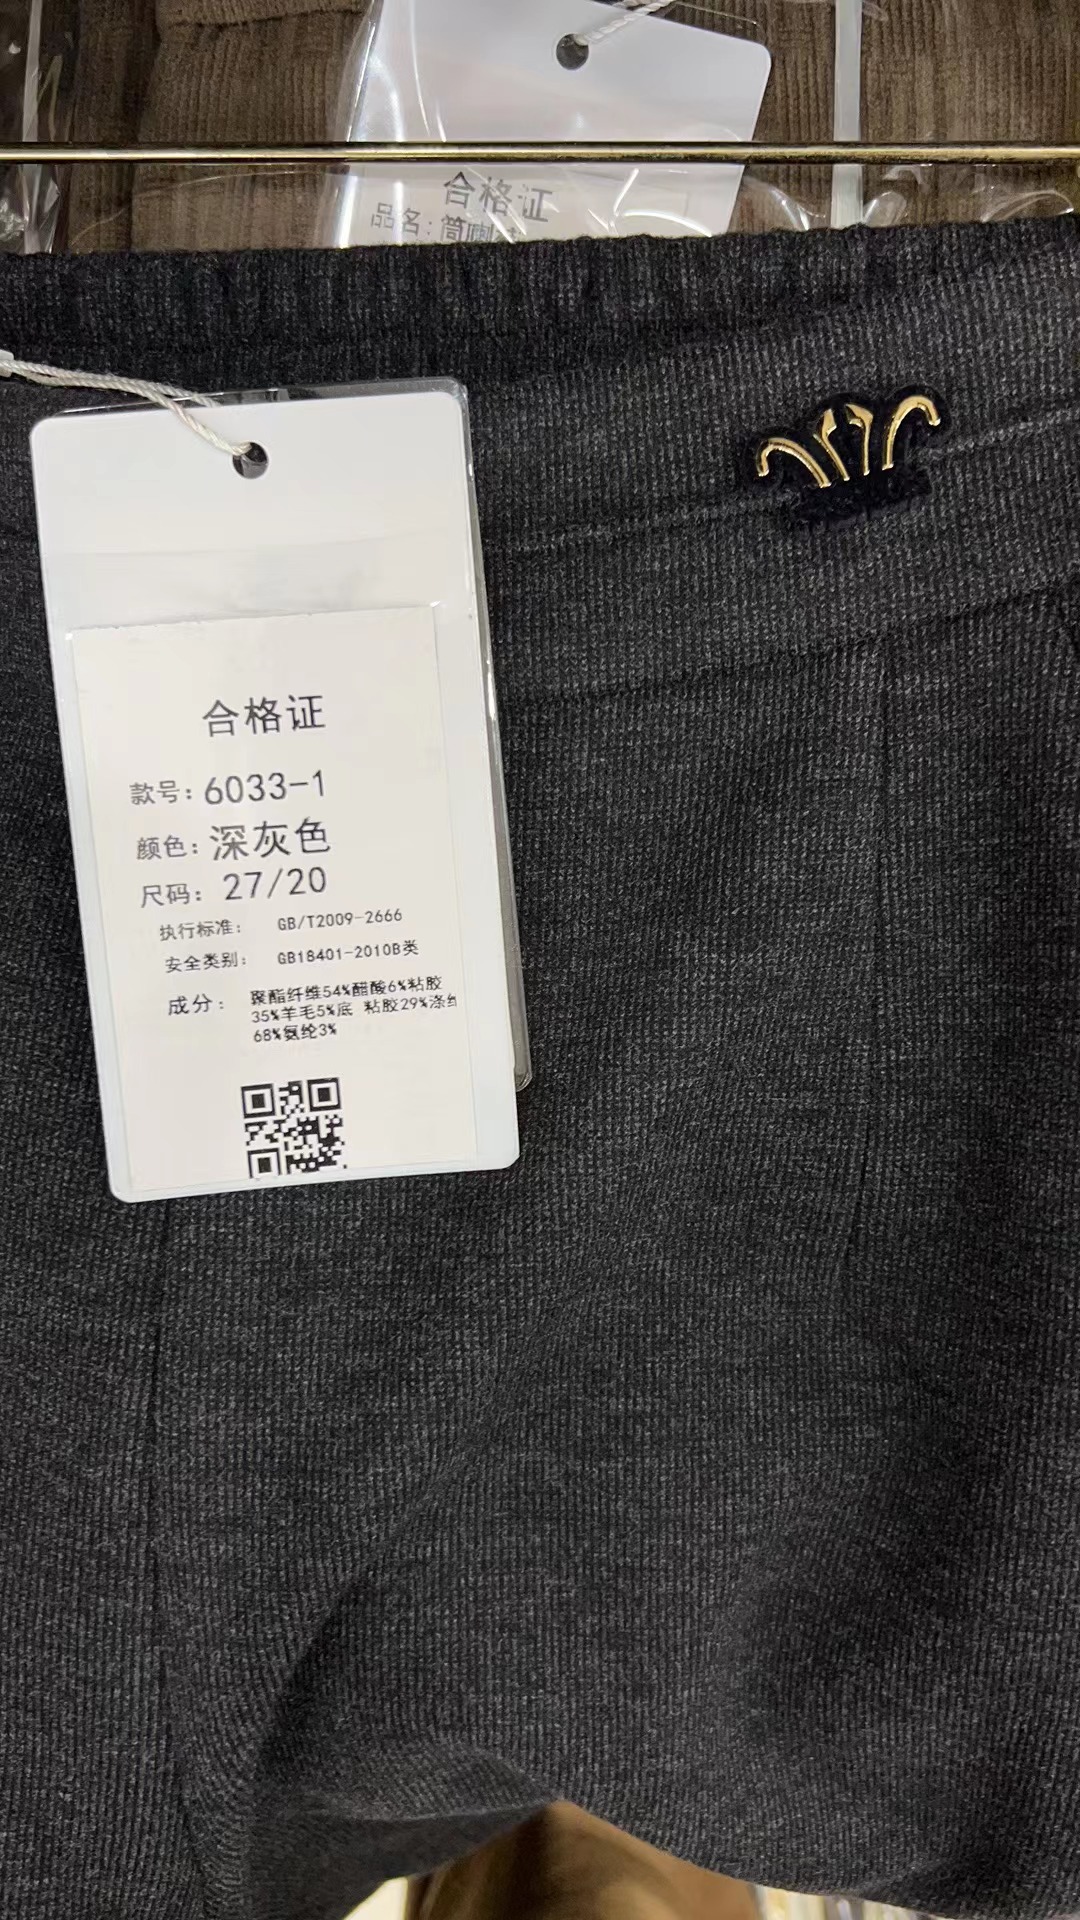 合格证
品名:筒
合格证
款号:6033-1
颜色:深灰色
尺码: 27/20
执行标准: GB/T2009-2666
安全类别: GB18401-2010B类
成分: 聚酯纤维54%醋酸6%粘胶
35%羊毛5%底 粘胶29%涤
68%氨纶3%